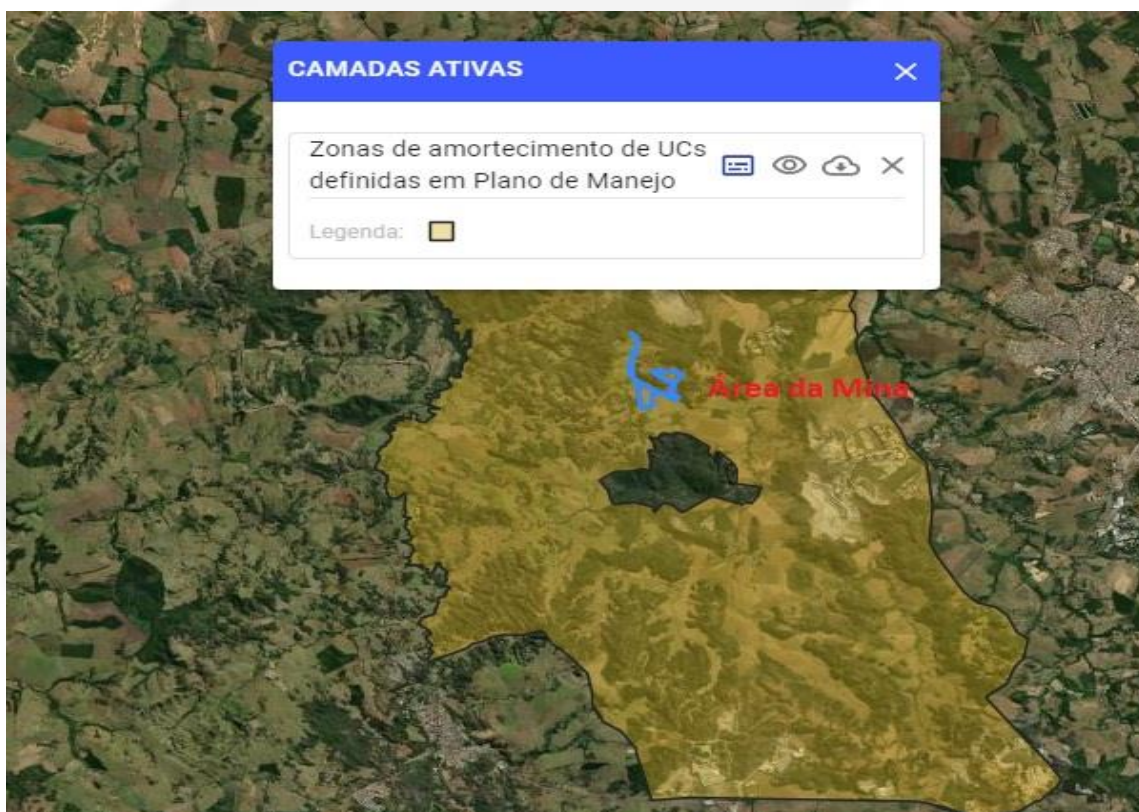 CAMADAS ATIVAS
Zonas de amortecimento de UCs
definidas em Plano de Manejo
Legenda:
Área da Mina